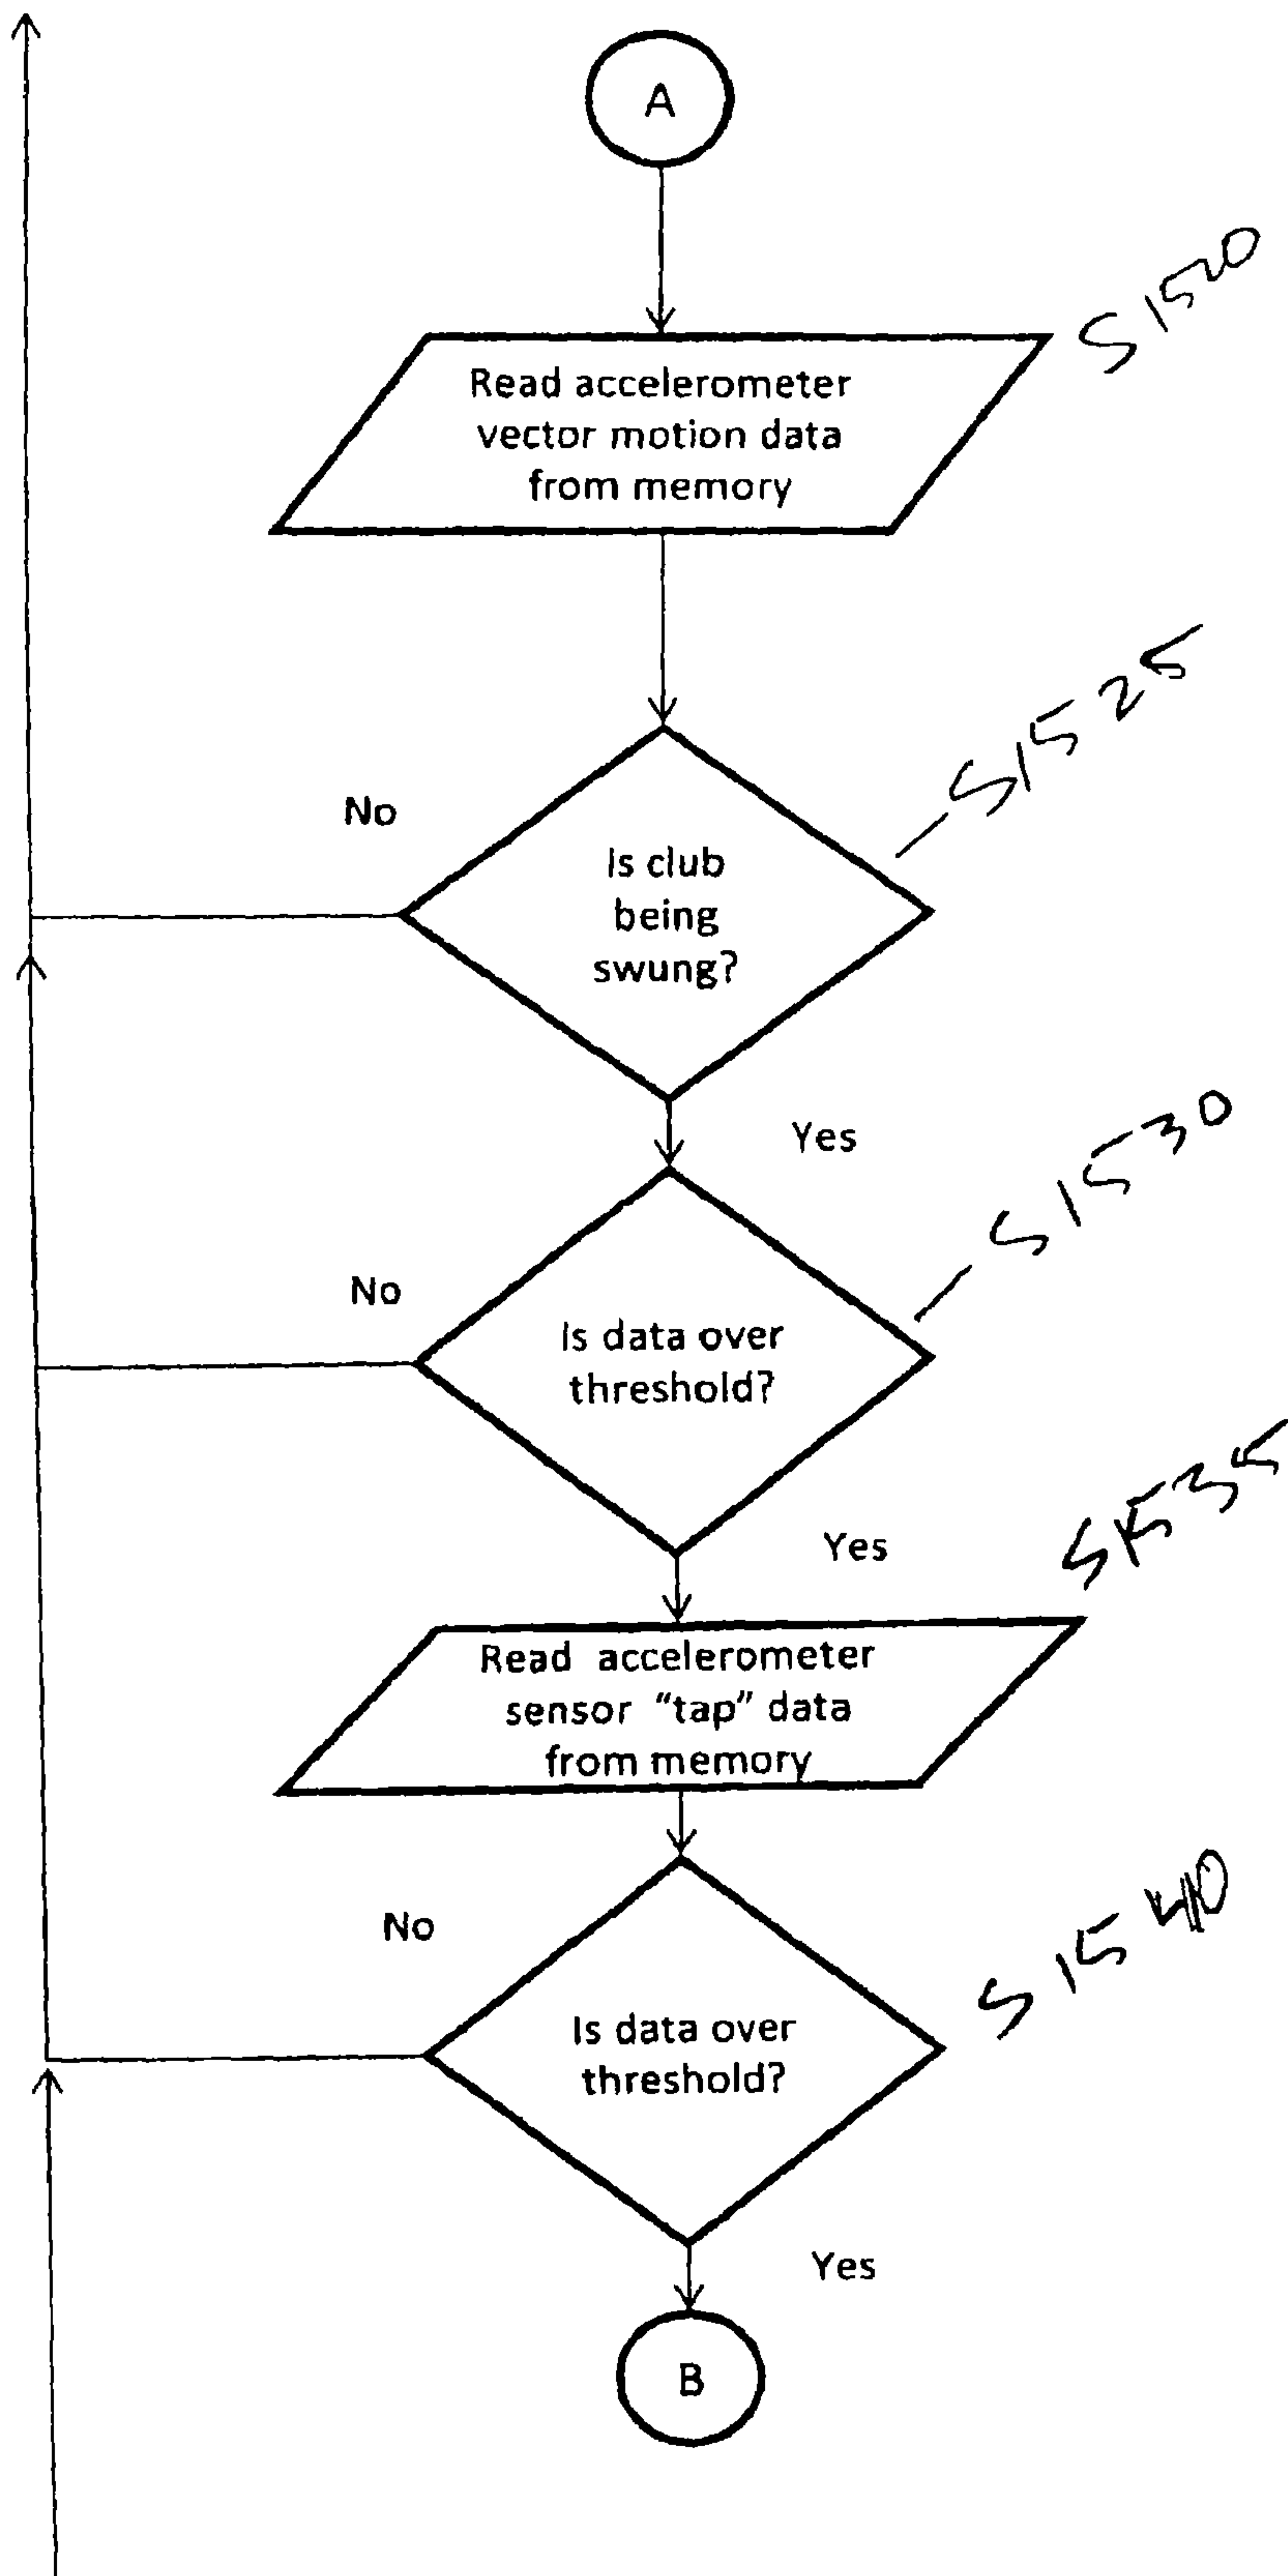 A
Read accelerometer
vector motion data
from memory
S1520
No
Is club
being
swung?
S1525
Yes
No
Is data over
threshold?
S1530
Yes
Read accelerometer
sensor “tap” data
from memory
S1535
No
Is data over
threshold?
S1540
Yes
B